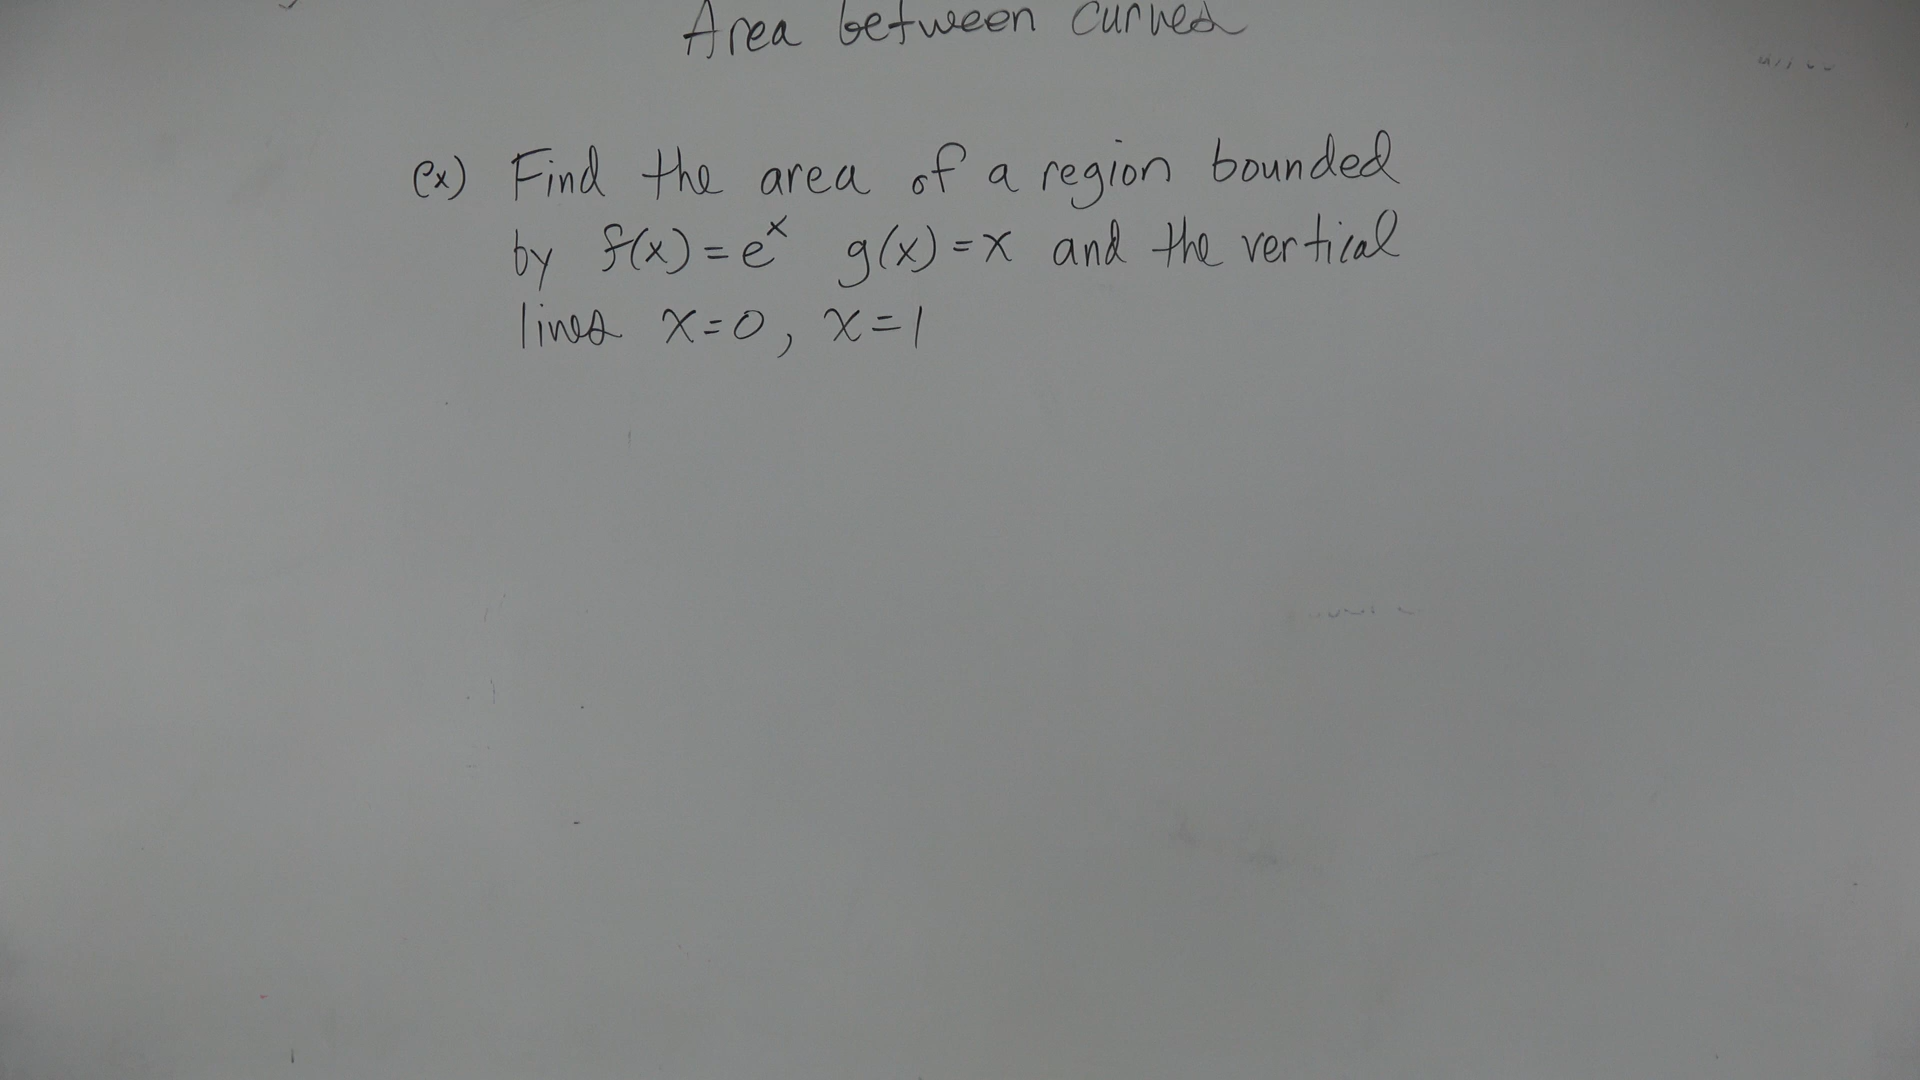 Area between curves
ex) Find the area of a region bounded
by f(x) = e^x g(x) = x and the vertical
lines x=0, x=1